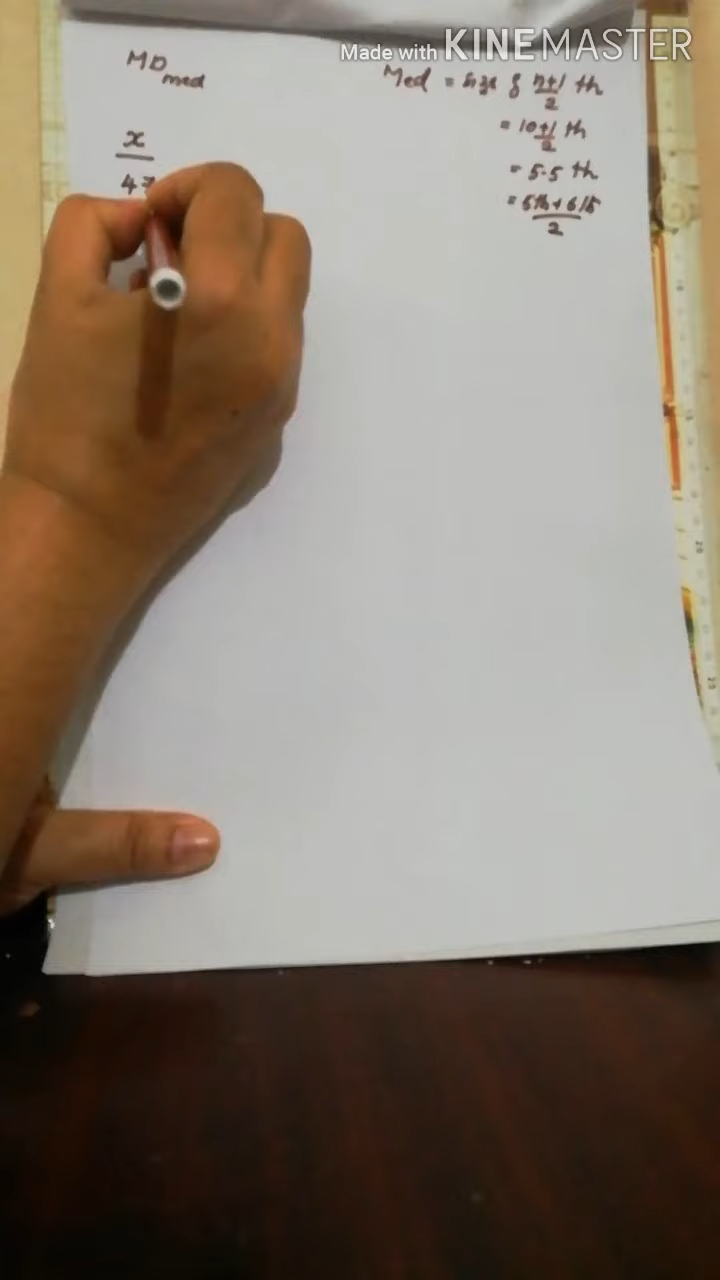 Made with KINEMASTER
MD med
Med = size of n+1/2 th
= 10+1/2 th
= 5.5 th
= 5th + 6th/2
x
47